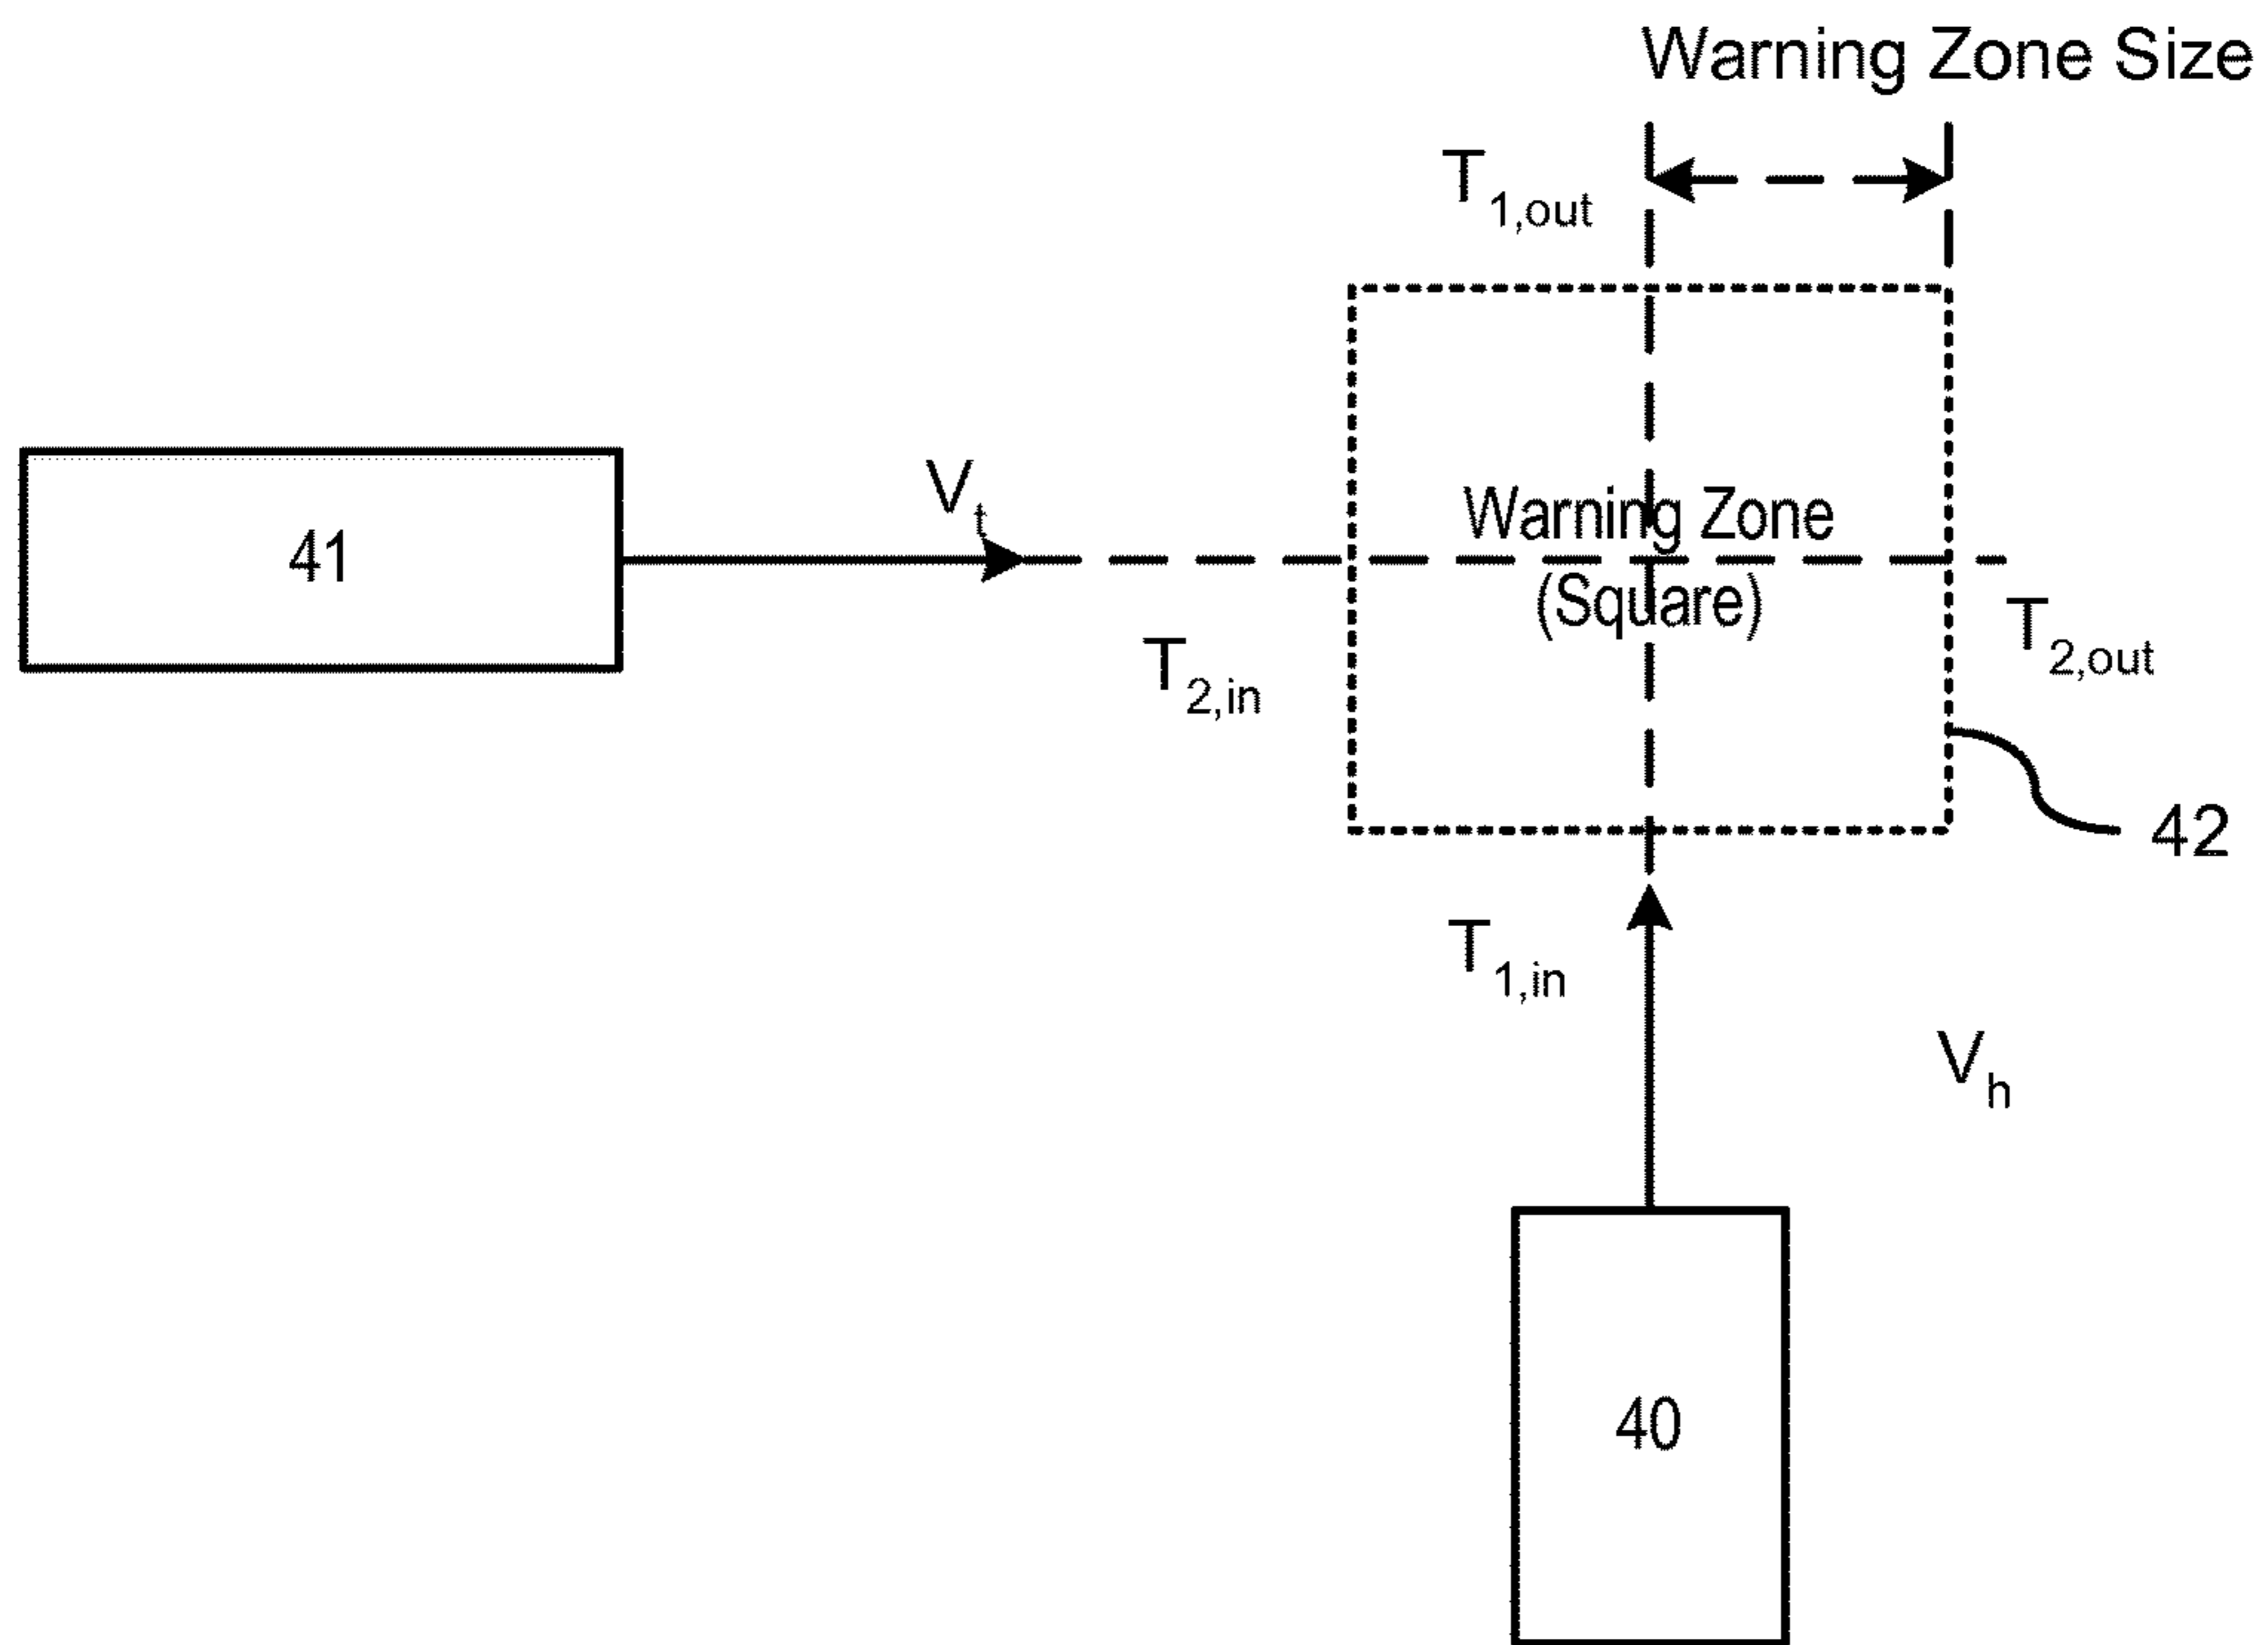 Warning Zone Size
T1,out
Vt
Warning Zone
41
(Square)
T2,in
T2,out
42
T1,in
Vh
40